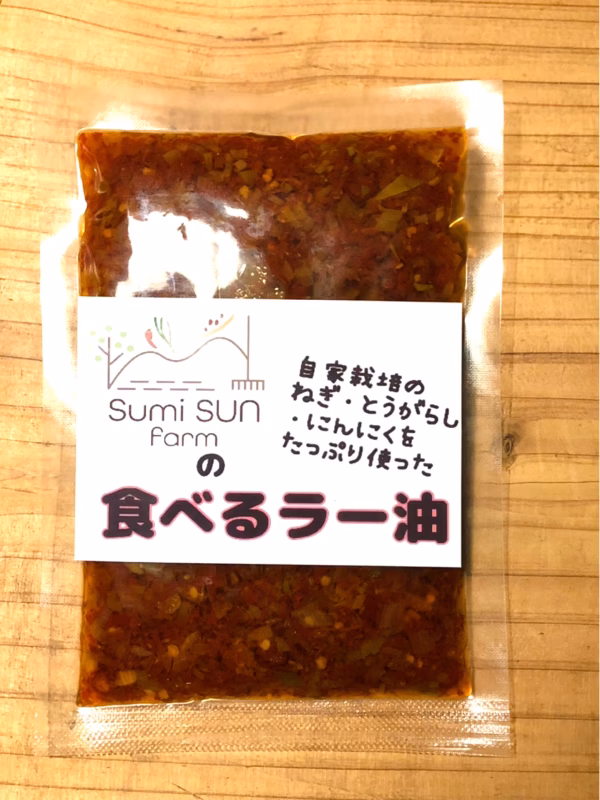 sumi SUN
farm
の
自家栽培の
ねぎ・とうがらし
・にんにくを
たっぷり使った
食べるラー油